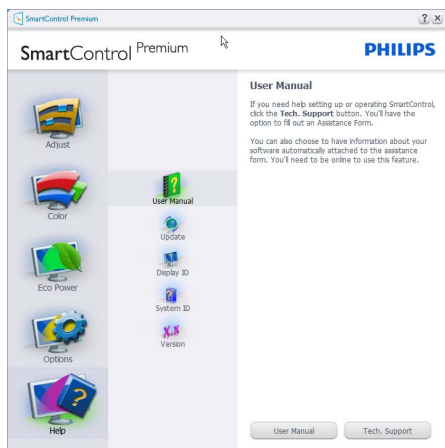 SmartControl Premium
SmartControl Premium
PHILIPS
Adjust
Color
Eco Power
Options
Help
User Manual
Update
Display ID
System ID
X.X
Version
User Manual
If you need help setting up or operating SmartControl,
click the Tech. Support button. You'll have the
option to fill out an Assistance Form.
You can also choose to have information about your
software automatically attached to the assistance
form. You'll need to be online to use this feature.
User Manual
Tech. Support